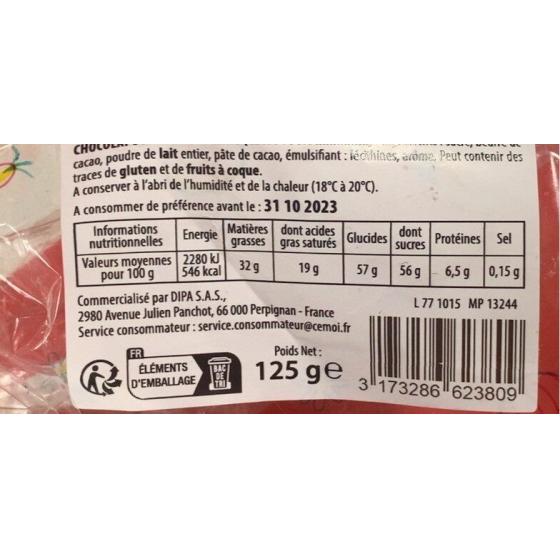 cacao, poudre de lait entier, pâte de cacao, émulsifiant : lécithines, arôme. Peut contenir des
traces de gluten et de fruits à coque.
A conserver à l'abri de l'humidité et de la chaleur (18°C à 20°C).
A consommer de préférence avant le : 31 10 2023
Informations nutritionnelles Energie Matières grasses dont acides gras saturés Glucides dont sucres Protéines Sel
Valeurs moyennes pour 100 g 2280 kJ 546 kcal 32 g 19 g 57 g 56 g 6,5 g 0,15 g
Commercialisé par DIPA S.A.S., L 77 1015 MP 13244
2980 Avenue Julien Panchot, 66 000 Perpignan - France
Service consommateur : service.consommateur@cemoi.fr
FR
ÉLÉMENTS
D'EMBALLAGE
BAC
DE
TRI
Poids Net :
125 g e
3 173286 623809